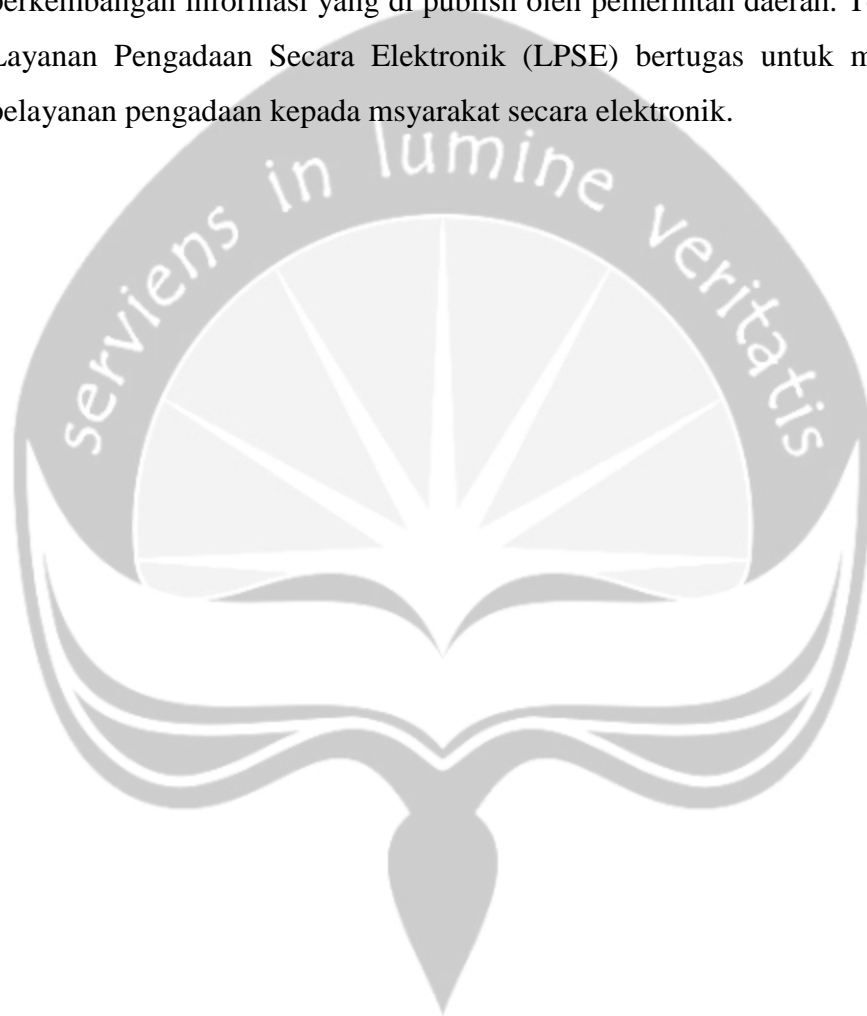 perkembangan informasi yang di publish oleh pemerintah daerah.
Layanan Pengadaan Secara Elektronik (LPSE) bertugas untuk
pelayanan pengadaan kepada msyarakat secara elektronik.
serviens in lumine veritatis